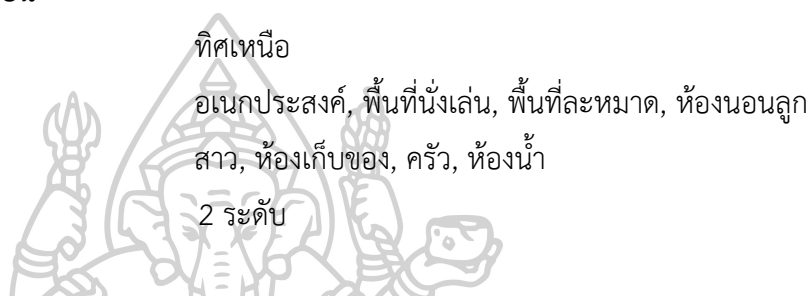 ทิศเหนือ
อเนกประสงค์, พื้นที่นั่งเล่น, พื้นที่ละหมาด, ห้องนอนลูก
สาว, ห้องเก็บของ, ครัว, ห้องน้ำ
2 ระดับ